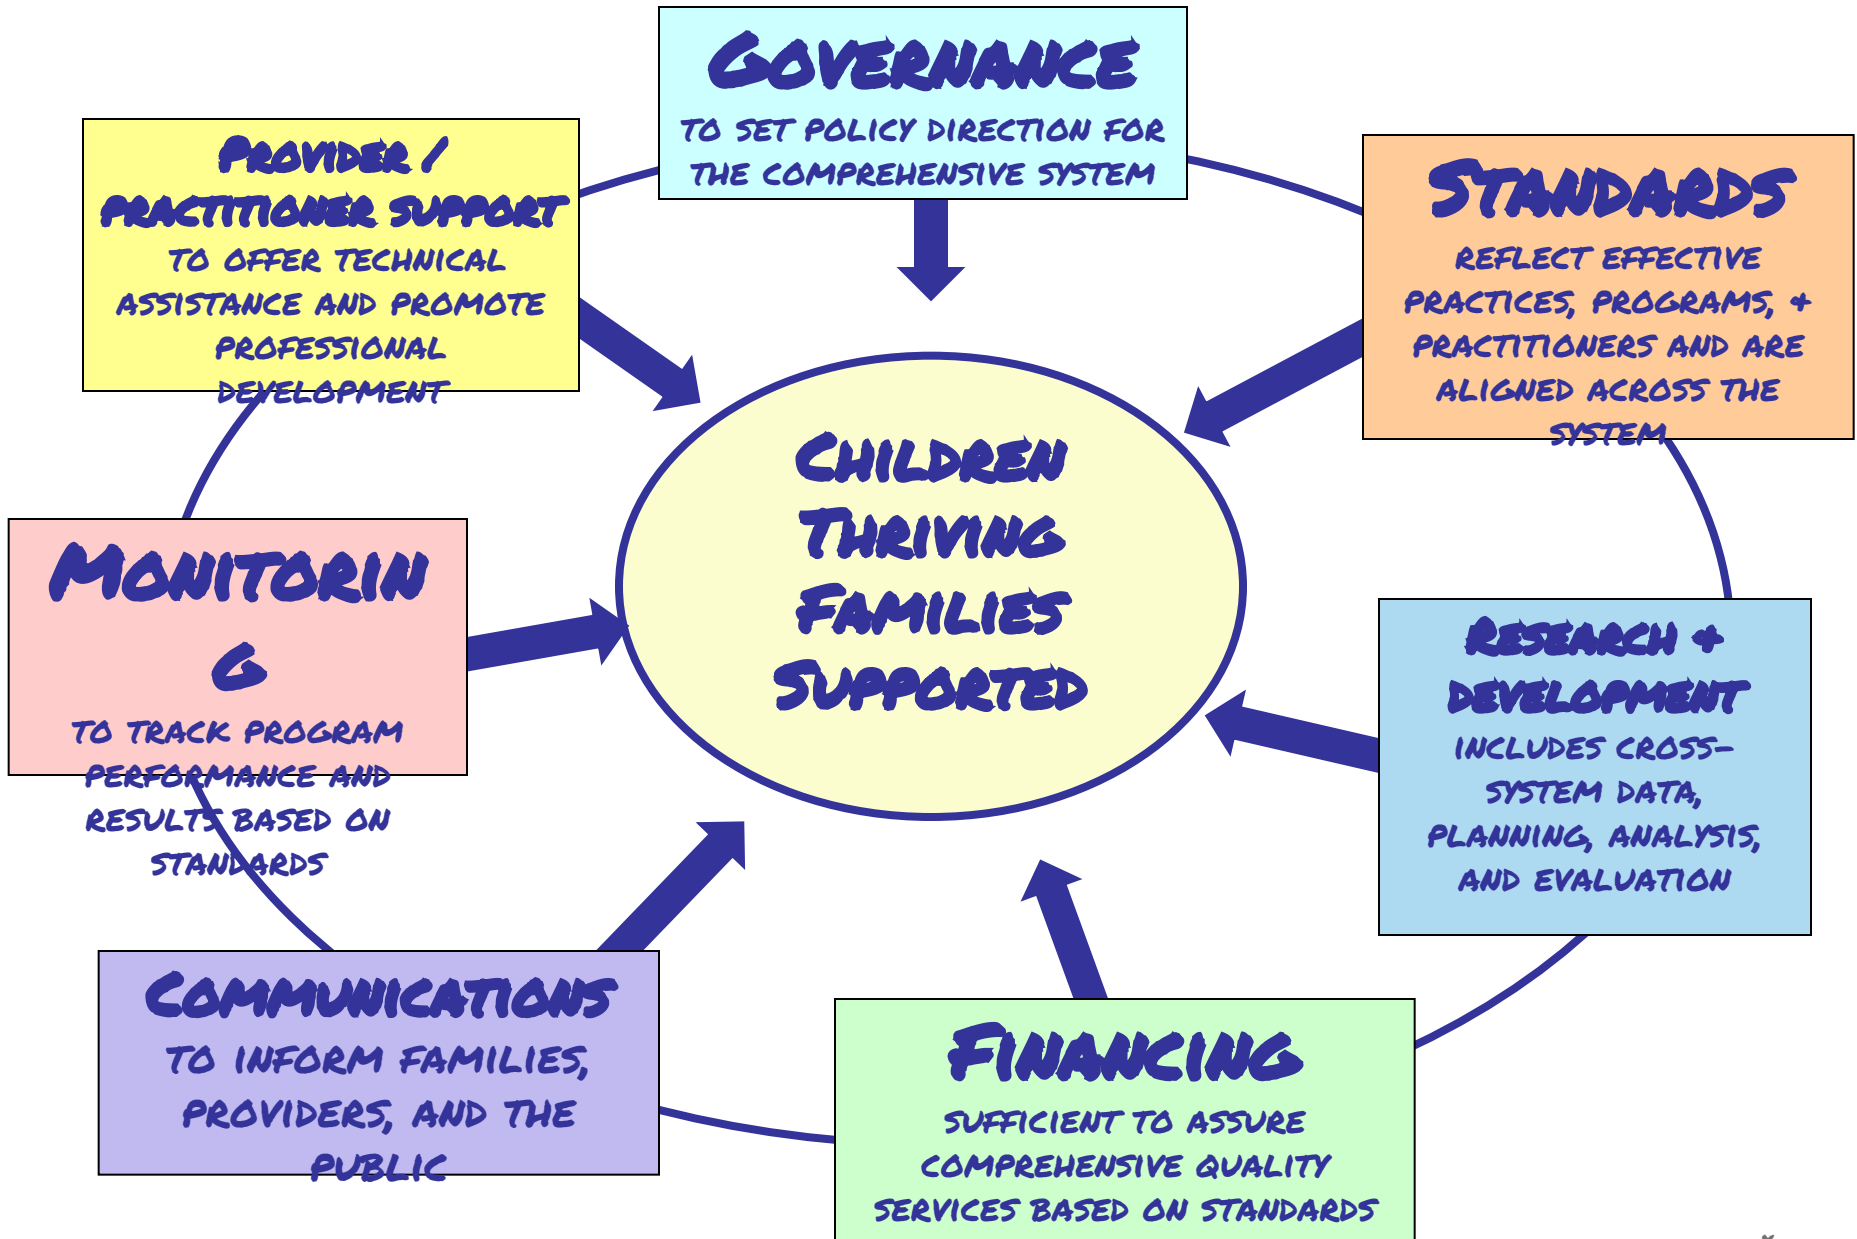 Governance
to set policy direction for
the comprehensive system
Provider /
practitioner support
to offer technical
assistance and promote
professional
development
Standards
reflect effective
practices, programs, &
practitioners and are
aligned across the
system
Children
Thriving
Families
Supported
Monitorin
g
to track program
performance and
results based on
standards
Research &
development
includes cross-
system data,
planning, analysis,
and evaluation
Communications
to inform families,
providers, and the
public
Financing
sufficient to assure
comprehensive quality
services based on standards